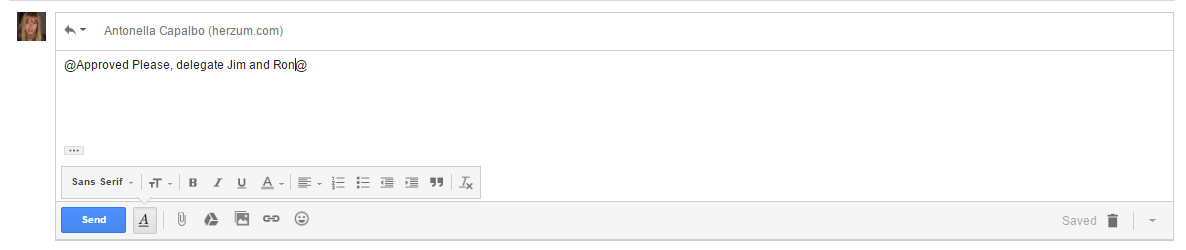 Antonella Capalbo (herzum.com)
@Approved Please, delegate Jim and Ron@
Sans Serif
Send
Saved